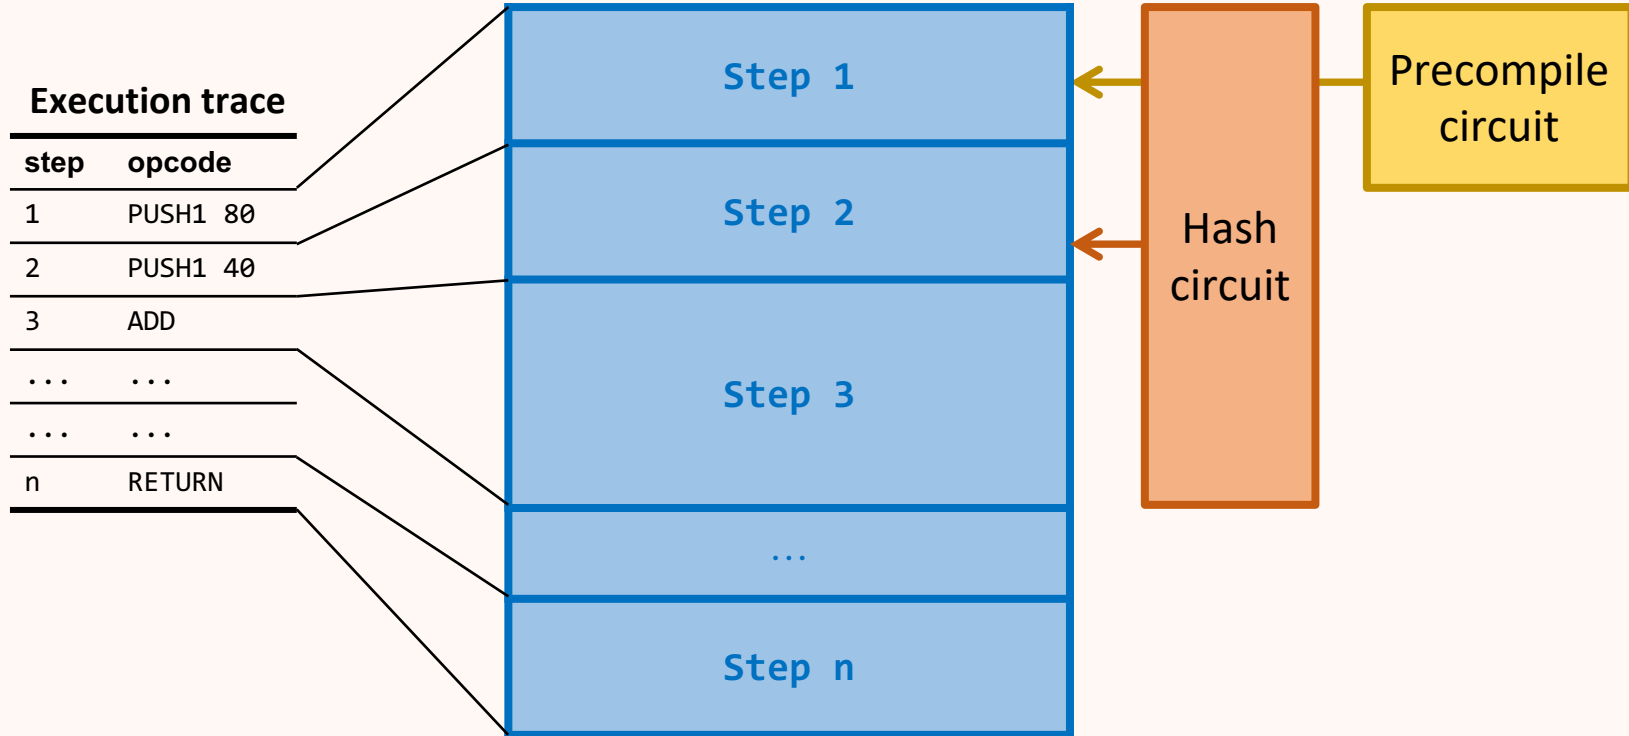 Execution trace
step opcode
1 PUSH1 80
2 PUSH1 40
3 ADD
... ...
... ...
n RETURN
Step 1
Step 2
Step 3
...
Step n
Hash
circuit
Precompile
circuit